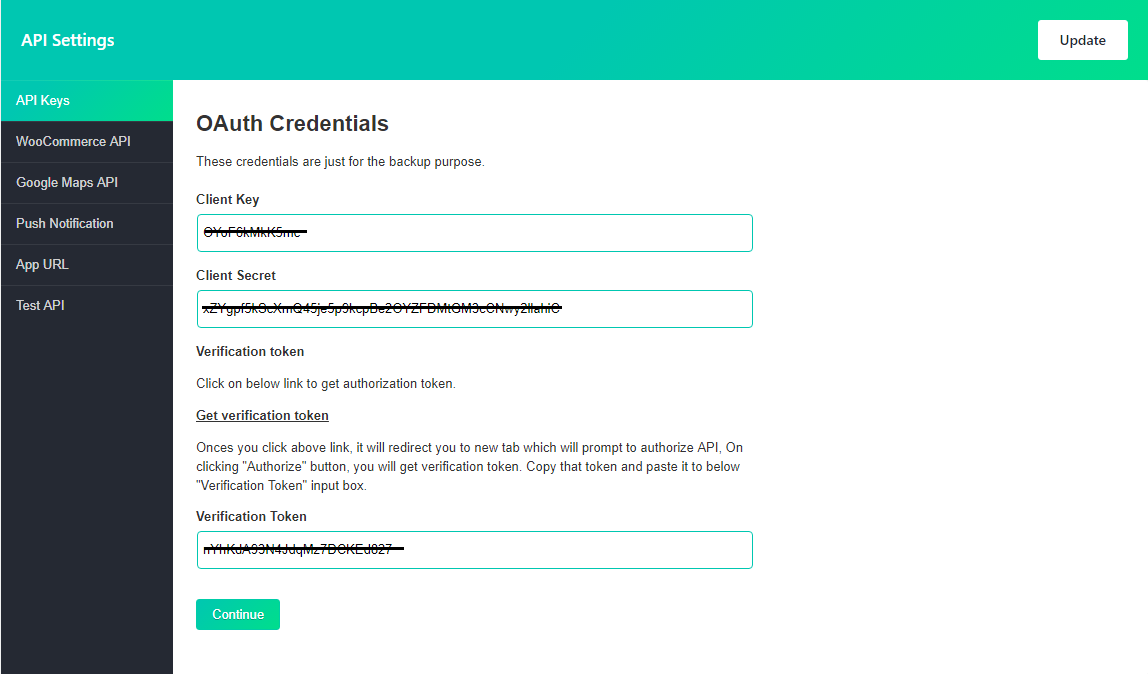 API Settings
Update
API Keys
WooCommerce API
Google Maps API
Push Notification
App URL
Test API
OAuth Credentials
These credentials are just for the backup purpose.
Client Key
Client Secret
Verification token
Click on below link to get authorization token.
Get verification token
Onces you click above link, it will redirect you to new tab which will prompt to authorize API, On
clicking "Authorize" button, you will get verification token. Copy that token and paste it to below
"Verification Token" input box.
Verification Token
Continue